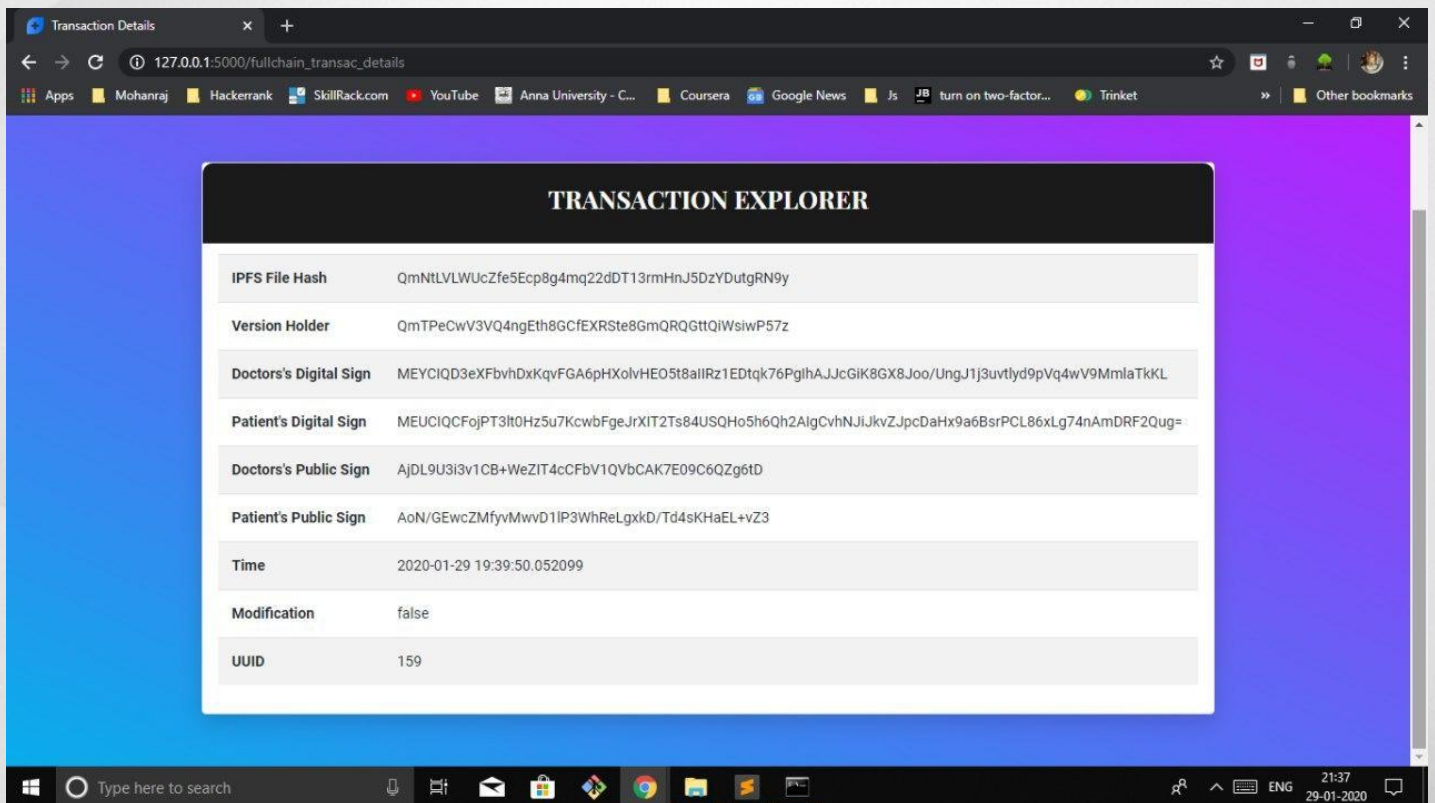 Transaction Details
127.0.0.1:5000/fullchain_transac_details
Apps Mohanraj Hackerrank SkillRack.com YouTube Anna University - C... Coursera Google News Js JB turn on two-factor... Trinket » Other bookmarks
TRANSACTION EXPLORER
IPFS File Hash QmNtLVLWUcZfe5Ecp8g4mq22dDT13rmHnJ5DzYDutgRN9y
Version Holder QmTPeCwV3VQ4ngEth8GCfEXRSte8GmQRQGttQiWsiwP57z
Doctors's Digital Sign MEYCIQD3eXFbvhDxKqvFGA6pHXolvHEO5t8aIIRz1EDtqk76PgIhAJJcGiK8GX8Joo/UngJ1j3uvtlyd9pVq4wV9MmlaTkKL
Patient's Digital Sign MEUCIQCFojPT3lt0Hz5u7KcwbFgeJrXIT2Ts84USQHo5h6Qh2AIgCvhNJiJkvZJpcDaHx9a6BsrPCL86xLg74nAmDRF2Qug=
Doctors's Public Sign AjDL9U3i3v1CB+WeZIT4cCFbV1QVbCAK7E09C6QZg6tD
Patient's Public Sign AoN/GEwcZMfyvMwvD1lP3WhReLgxkD/Td4sKHaEL+vZ3
Time 2020-01-29 19:39:50.052099
Modification false
UUID 159
Type here to search
ENG
21:37
29-01-2020